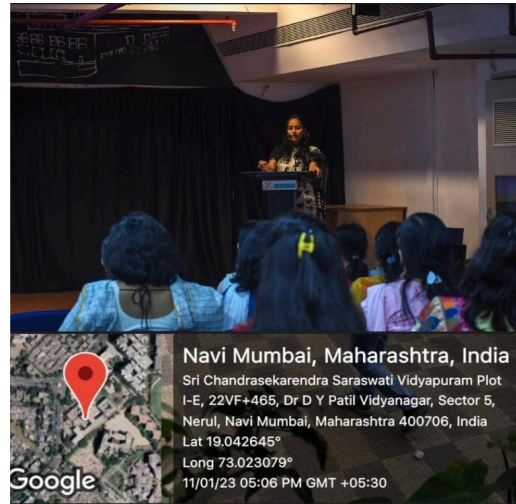 Navi Mumbai, Maharashtra, India
Sri Chandrasekarendra Saraswati Vidyapuram Plot
I-E, 22VF+465, Dr D Y Patil Vidyanagar, Sector 5,
Nerul, Navi Mumbai, Maharashtra 400706, India
Lat 19.042645°
Long 73.023079°
11/01/23 05:06 PM GMT +05:30
Google